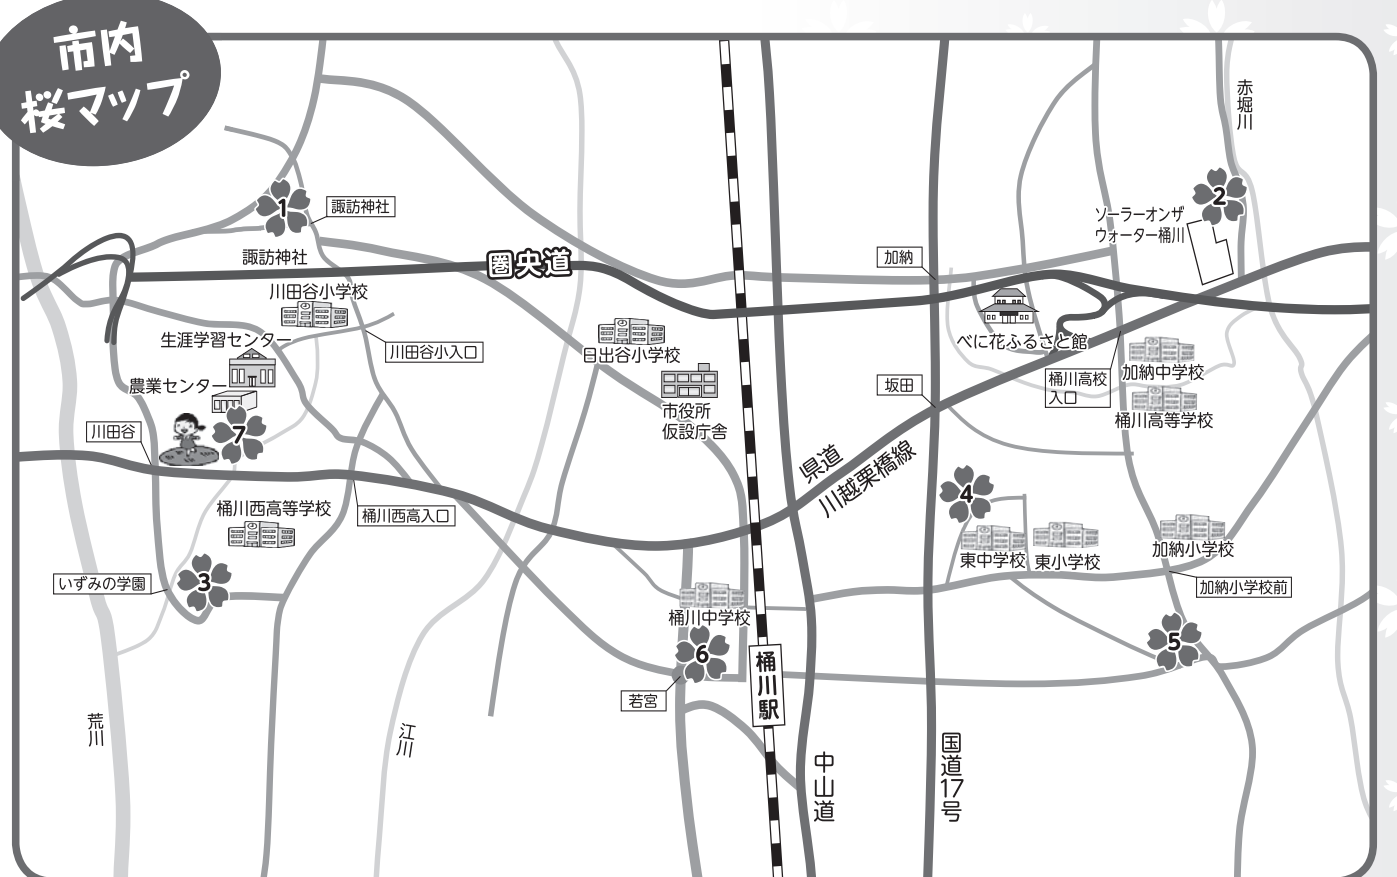 市内
桜マップ
赤堀川
1
諏訪神社
2
ソーラーオンザ
ウォーター桶川
諏訪神社
圏央道
加納
川田谷小学校
生涯学習センター
川田谷小入口
日出谷小学校
べに花ふるさと館
農業センター
市役所
仮設庁舎
坂田
桶川高校
入口
加納中学校
桶川高等学校
川田谷
7
県道
川越栗橋線
4
桶川西高等学校
桶川西高入口
東中学校
東小学校
加納小学校
いずみの学園
3
加納小学校前
桶川中学校
6
5
若宮
桶川駅
荒川
江川
中山道
国道17号